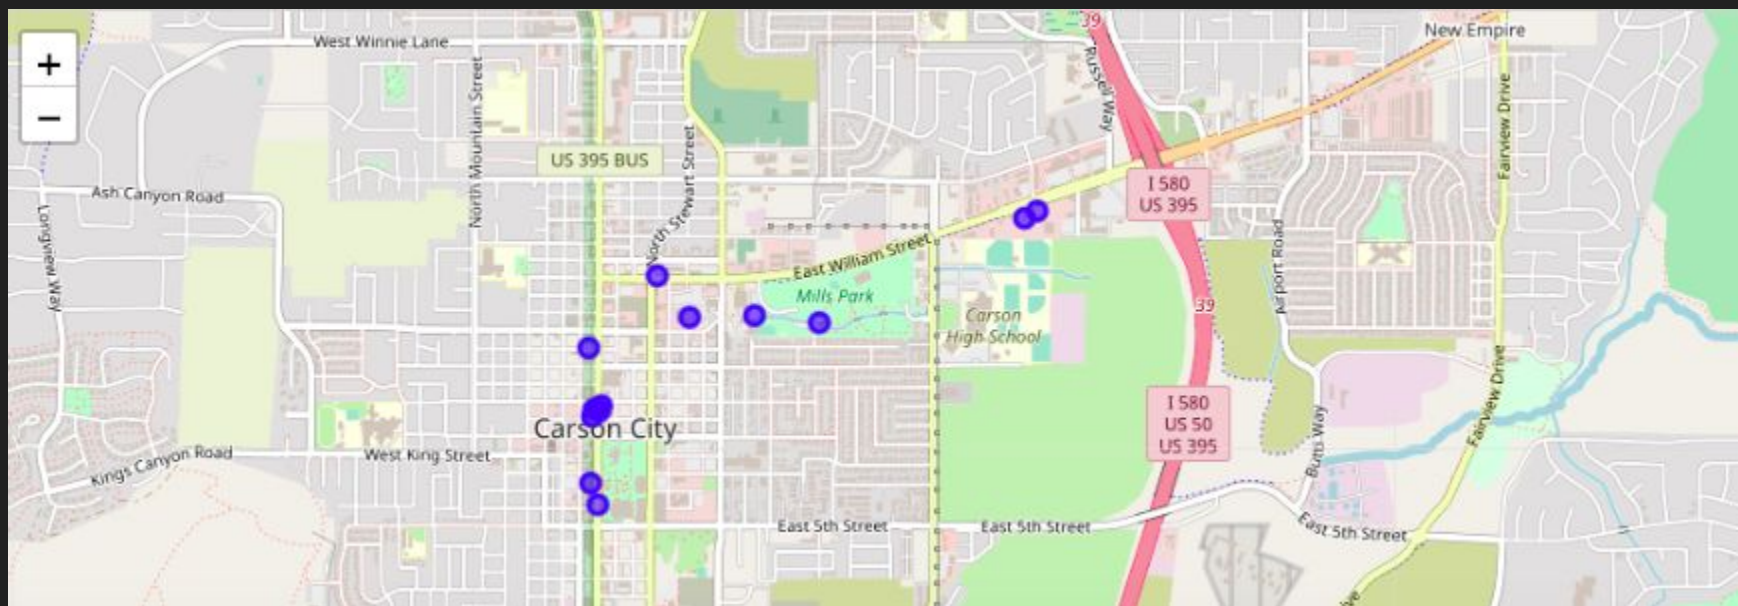 39
New Empire
West Winnie Lane
+
−
Russell Way
North Mountain Street
Fairview Drive
US 395 BUS
North Stewart Street
I 580
US 395
Ash Canyon Road
Longview Way
Airport Road
East William Street
Mills Park
39
Carson
High School
Fairview Drive
I 580
US 50
US 395
Carson City
Butti Way
Kings Canyon Road
West King Street
East 5th Street
East 5th Street
East 5th Street
ve